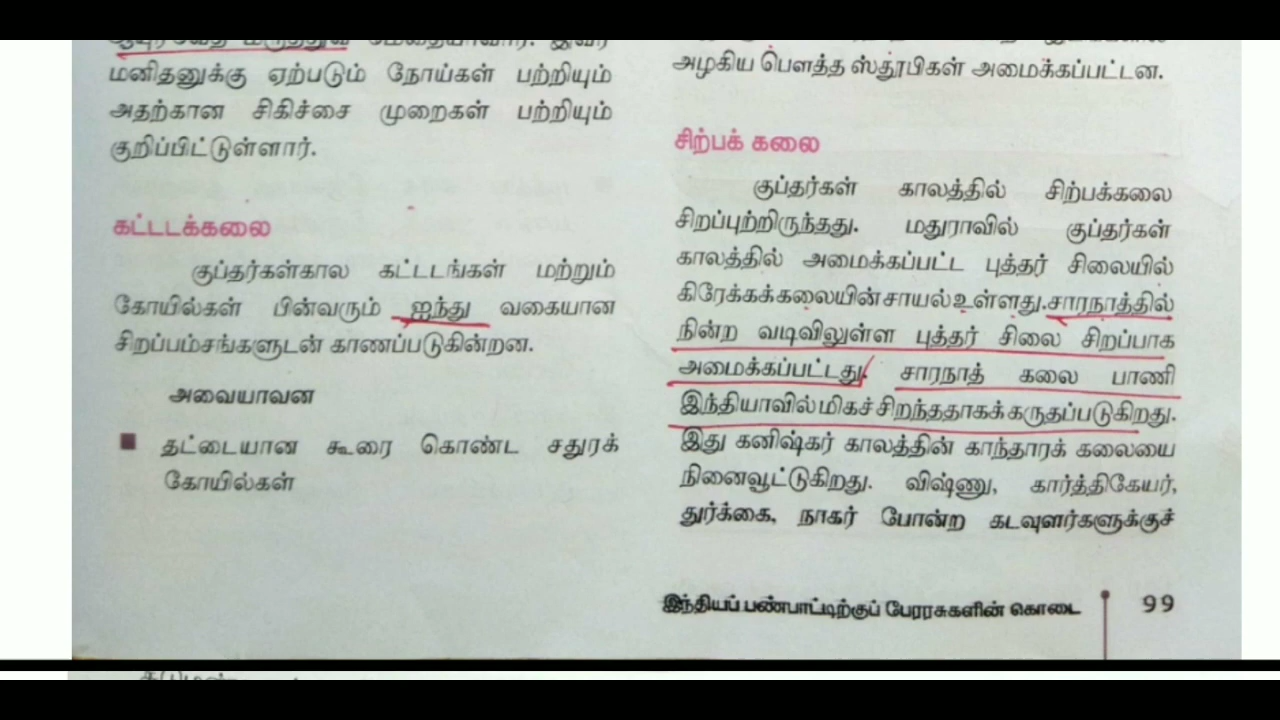 ஆயுர்வேத மருத்துவ மேதையாவார். இவர்
மனிதனுக்கு ஏற்படும் நோய்கள் பற்றியும்
அதற்கான சிகிச்சை முறைகள் பற்றியும்
குறிப்பிட்டுள்ளார்.
கட்டடக்கலை
குப்தர்கள்கால கட்டடங்கள் மற்றும்
கோயில்கள் பின்வரும் ஐந்து வகையான
சிறப்பம்சங்களுடன் காணப்படுகின்றன.
அவையாவன
■ தட்டையான கூரை கொண்ட சதுரக்
கோயில்கள்
அழகிய பௌத்த ஸ்தூபிகள் அமைக்கப்பட்டன.
சிற்பக் கலை
குப்தர்கள் காலத்தில் சிற்பக்கலை
சிறப்புற்றிருந்தது. மதுராவில் குப்தர்கள்
காலத்தில் அமைக்கப்பட்ட புத்தர் சிலையில்
கிரேக்கக்கலையின் சாயல் உள்ளது. சாரநாத்தில்
நின்ற வடிவிலுள்ள புத்தர் சிலை சிறப்பாக
அமைக்கப்பட்டது. சாரநாத் கலை பாணி
இந்தியாவில் மிகச் சிறந்ததாகக் கருதப்படுகிறது.
இது கனிஷ்கர் காலத்தின் காந்தாரக் கலையை
நினைவூட்டுகிறது. விஷ்ணு, கார்த்திகேயர்,
துர்க்கை, நாகர் போன்ற கடவுளர்களுக்குச்
இந்தியப் பண்பாட்டிற்குப் பேரரசுகளின் கொடை 99